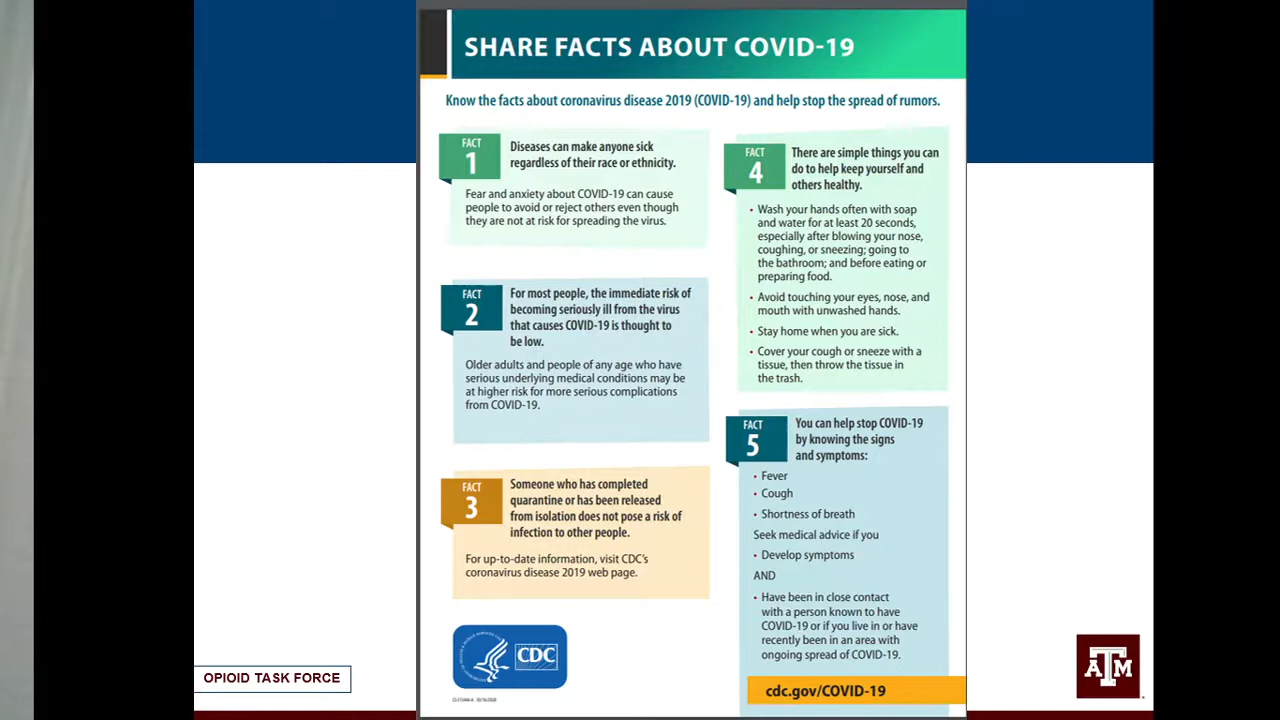 SHARE FACTS ABOUT COVID-19
Know the facts about coronavirus disease 2019 (COVID-19) and help stop the spread of rumors.
FACT
1
Diseases can make anyone sick
regardless of their race or ethnicity.
Fear and anxiety about COVID-19 can cause
people to avoid or reject others even though
they are not at risk for spreading the virus.
FACT
2
For most people, the immediate risk of
becoming seriously ill from the virus
that causes COVID-19 is thought to
be low.
Older adults and people of any age who have
serious underlying medical conditions may be
at higher risk for more serious complications
from COVID-19.
FACT
3
Someone who has completed
quarantine or has been released
from isolation does not pose a risk of
infection to other people.
For up-to-date information, visit CDC's
coronavirus disease 2019 web page.
FACT
4
There are simple things you can
do to help keep yourself and
others healthy.
• Wash your hands often with soap
and water for at least 20 seconds,
especially after blowing your nose,
coughing, or sneezing; going to
the bathroom; and before eating or
preparing food.
• Avoid touching your eyes, nose, and
mouth with unwashed hands.
• Stay home when you are sick.
• Cover your cough or sneeze with a
tissue, then throw the tissue in
the trash.
FACT
5
You can help stop COVID-19
by knowing the signs
and symptoms:
• Fever
• Cough
• Shortness of breath
Seek medical advice if you
• Develop symptoms
AND
• Have been in close contact
with a person known to have
COVID-19 or if you live in or have
recently been in an area with
ongoing spread of COVID-19.
CDC
cdc.gov/COVID-19
OPIOID TASK FORCE
ATM